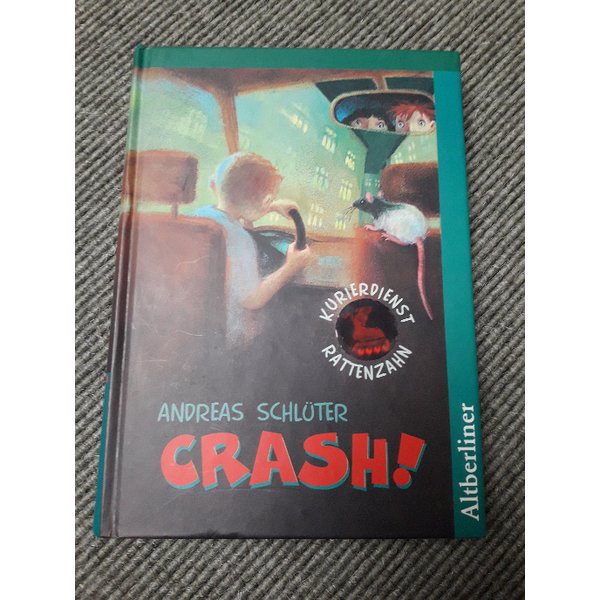 KURIERDIENST
RATTENZAHN
ANDREAS SCHLÜTER
CRASH!
Altberliner